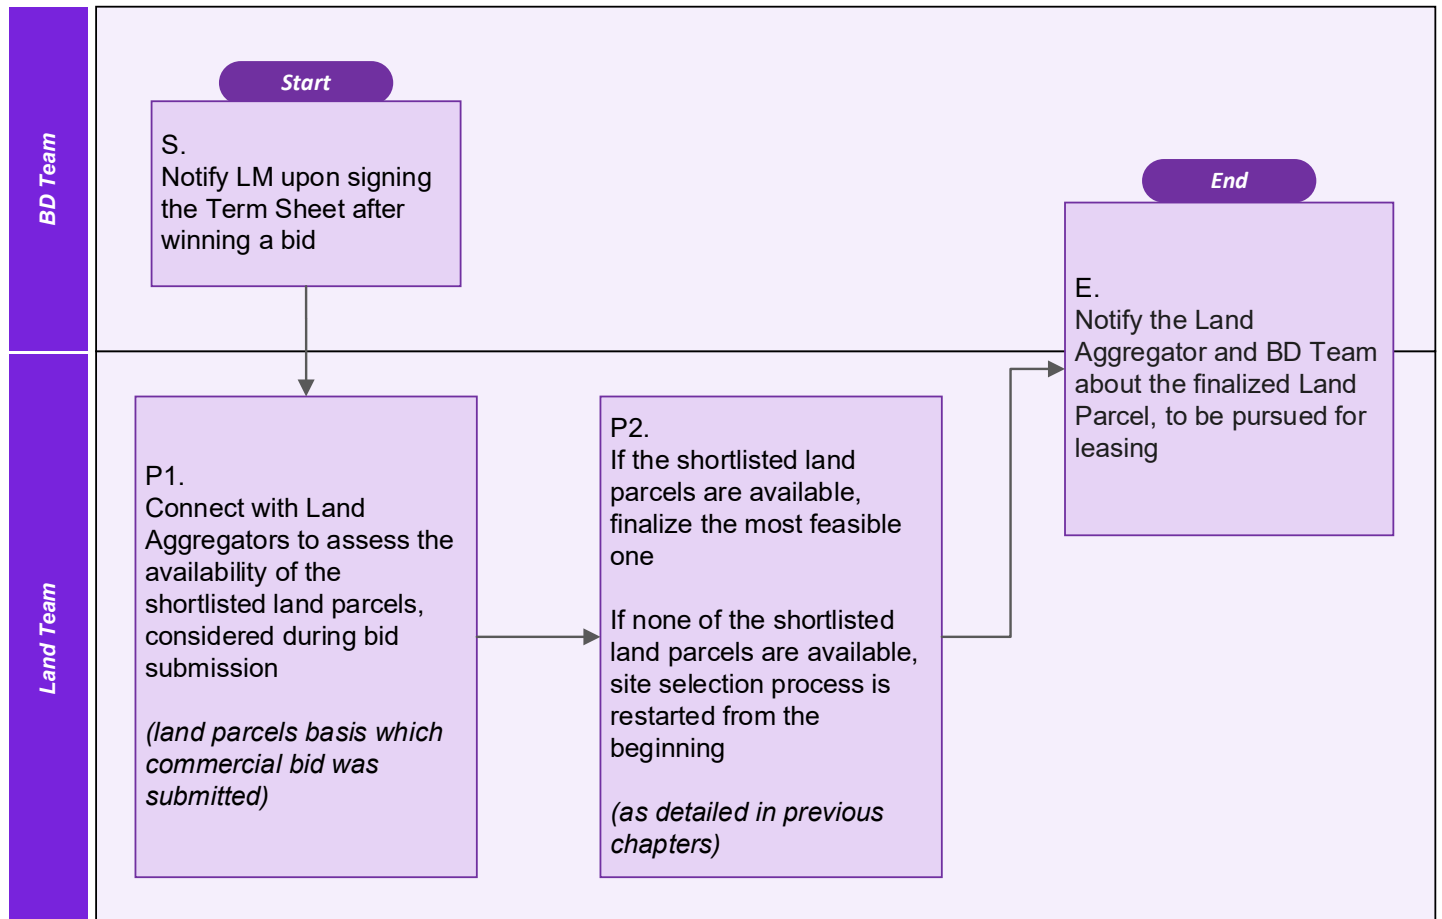 BD Team
Start
S.
Notify LM upon signing
the Term Sheet after
winning a bid
End
E.
Notify the Land
Aggregator and BD Team
about the finalized Land
Parcel, to be pursued for
leasing
Land Team
P1.
Connect with Land
Aggregators to assess the
availability of the
shortlisted land parcels,
considered during bid
submission
(land parcels basis which
commercial bid was
submitted)
P2.
If the shortlisted land
parcels are available,
finalize the most feasible
one
If none of the shortlisted
land parcels are available,
site selection process is
restarted from the
beginning
(as detailed in previous
chapters)